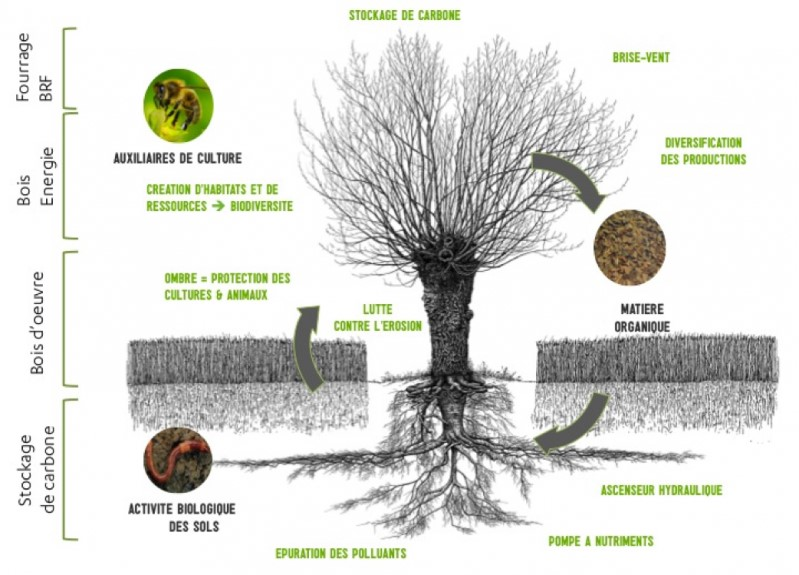 STOCKAGE DE CARBONE
Fourrage
BRF
BRISE-VENT
AUXILIAIRES DE CULTURE
DIVERSIFICATION
DES PRODUCTIONS
Bois
Energie
CREATION D'HABITATS ET DE
RESSOURCES → BIODIVERSITE
OMBRE = PROTECTION DES
CULTURES & ANIMAUX
LUTTE
CONTRE L'EROSION
MATIERE
ORGANIQUE
Bois d'oeuvre
Stockage
de carbone
ACTIVITE BIOLOGIQUE
DES SOLS
ASCENSEUR HYDRAULIQUE
POMPE A NUTRIMENTS
EPURATION DES POLLUANTS